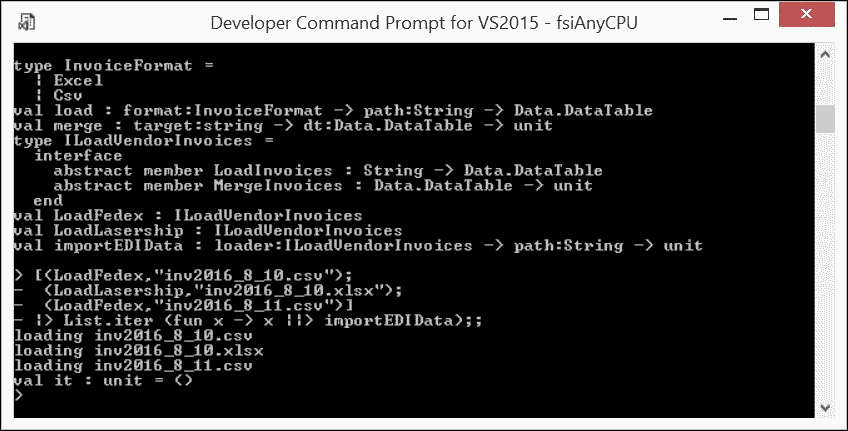 Developer Command Prompt for VS2015 - fsiAnyCPU
type InvoiceFormat =
  | Excel
  | Csv
val load : format:InvoiceFormat -> path:String -> Data.DataTable
val merge : target:string -> dt:Data.DataTable -> unit
type ILoadVendorInvoices =
  interface
    abstract member LoadInvoices : String -> Data.DataTable
    abstract member MergeInvoices : Data.DataTable -> unit
  end
val LoadFedex : ILoadVendorInvoices
val LoadLasership : ILoadVendorInvoices
val importEDIData : loader:ILoadVendorInvoices -> path:String -> unit
> [(LoadFedex,"inv2016_8_10.csv");
-  (LoadLasership,"inv2016_8_10.xlsx");
-  (LoadFedex,"inv2016_8_11.csv")]
- |> List.iter (fun x -> x ||> importEDIData);;
loading inv2016_8_10.csv
loading inv2016_8_10.xlsx
loading inv2016_8_11.csv
val it : unit = ()
>